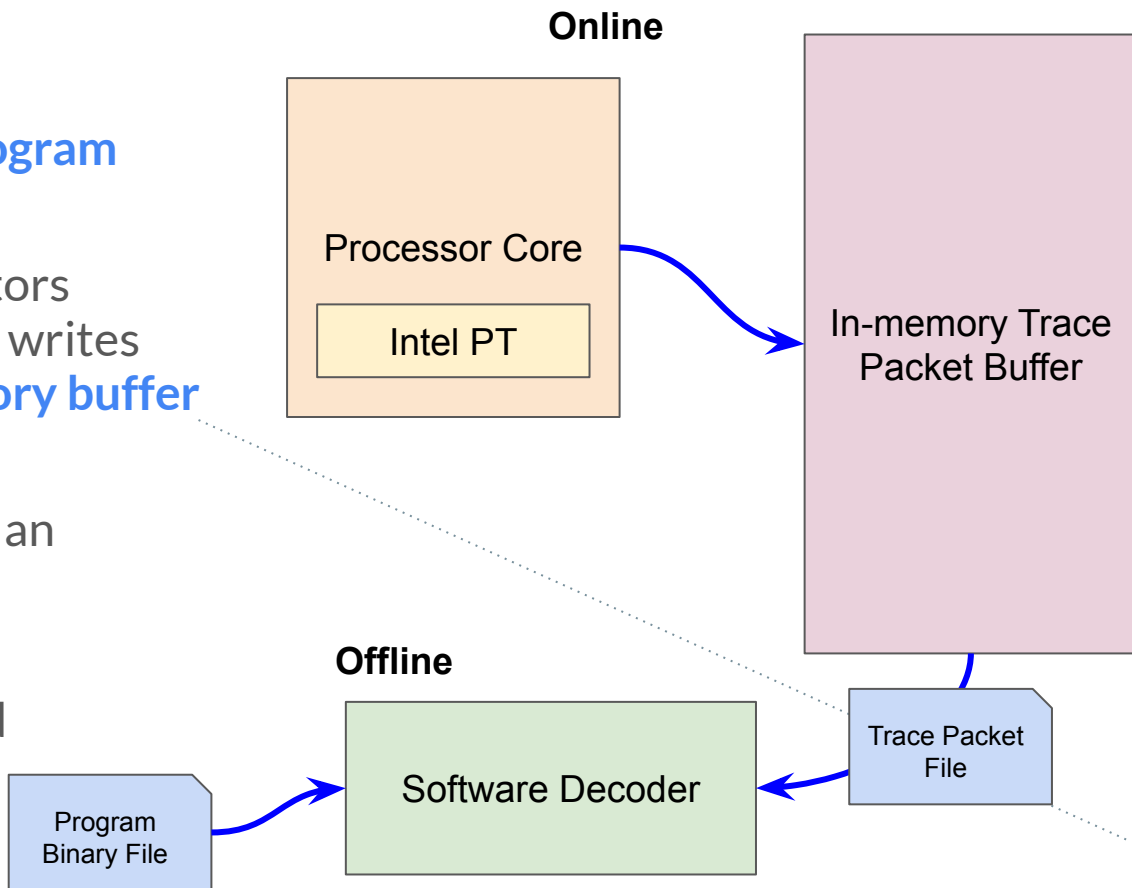 Online
ogram
Processor Core
Intel PT
In-memory Trace
Packet Buffer
tors
writes
ory buffer
an
Offline
Software Decoder
Trace Packet
File
Program
Binary File